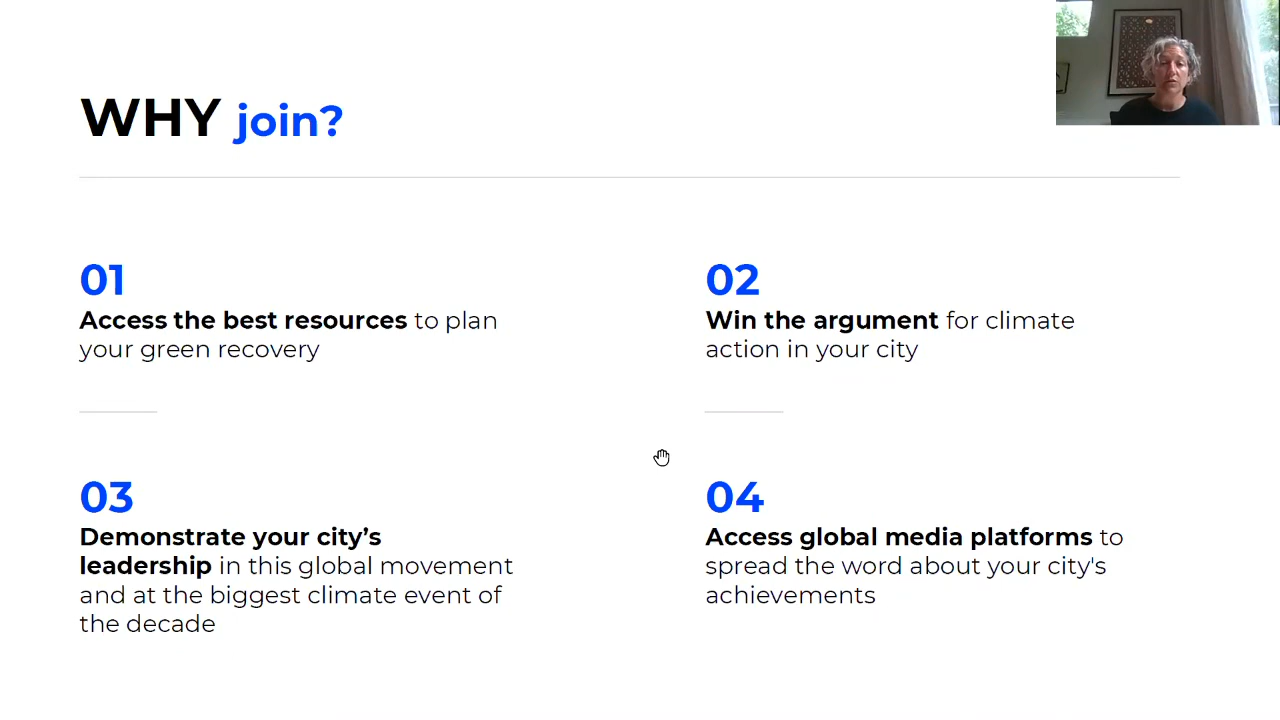 WHY join?
01
Access the best resources to plan
your green recovery
02
Win the argument for climate
action in your city
03
Demonstrate your city’s
leadership in this global movement
and at the biggest climate event of
the decade
04
Access global media platforms to
spread the word about your city's
achievements